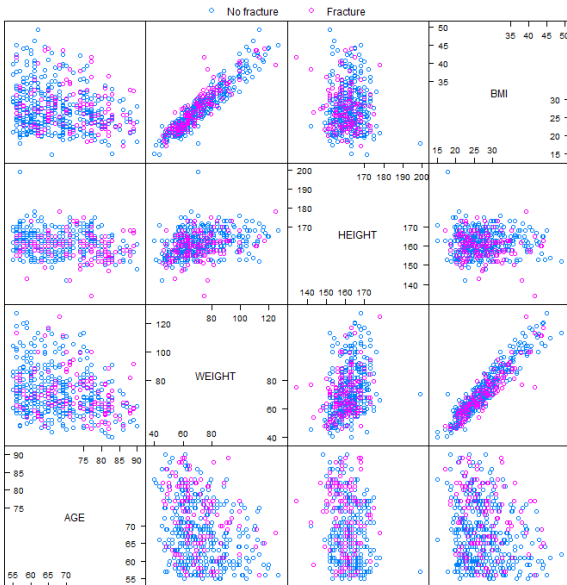 No fracture Fracture
50 35 40 45 50
45
40
35
BMI
30
25
20
15 20 25 30 15
200 170 180 190 200
190
180
170 170
HEIGHT 160
150
140 150 160 170 140
80 100 120
120
100
80 80
WEIGHT
60
40 60 80 40
90 75 80 85 90
85
80
75
70
AGE 65
60
55 60 65 70 55